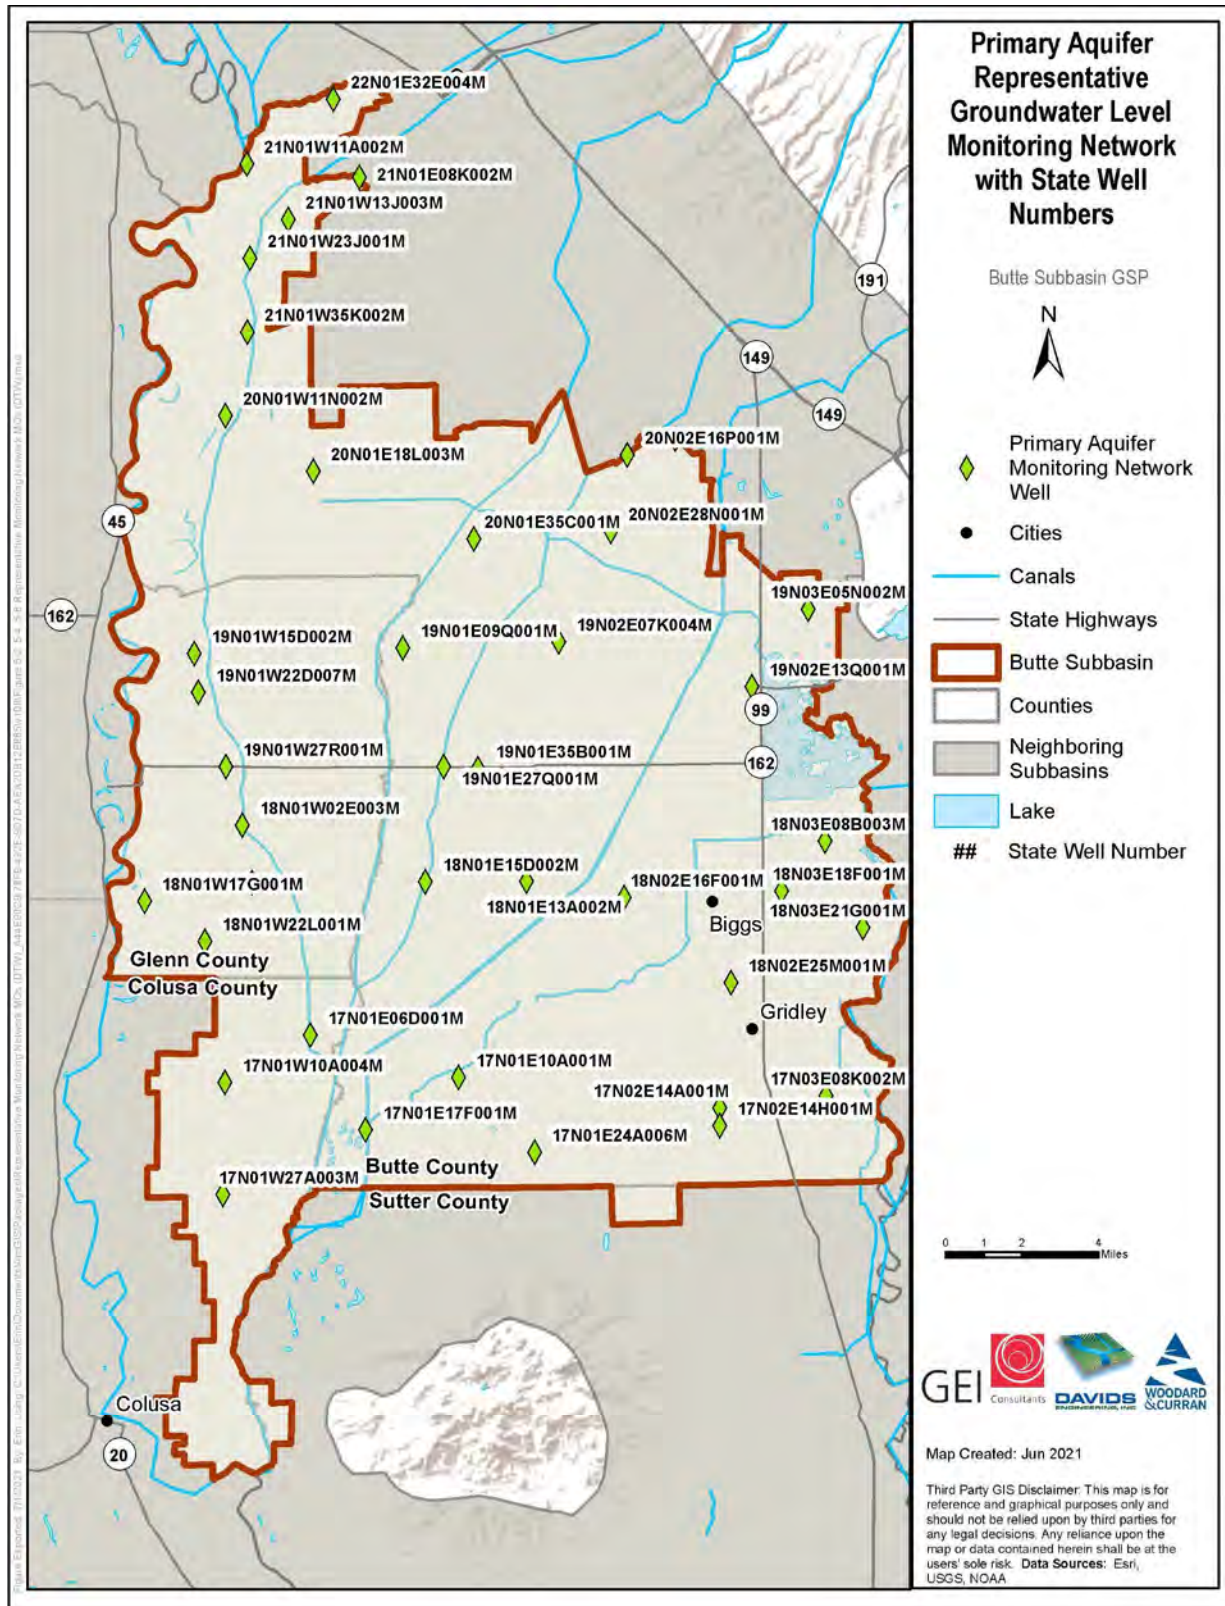 Primary Aquifer
Representative
Groundwater Level
Monitoring Network
with State Well
Numbers
Butte Subbasin GSP
N
Primary Aquifer
Monitoring Network
Well
Cities
Canals
State Highways
Butte Subbasin
Counties
Neighboring
Subbasins
Lake
## State Well Number
0 1 2 4
Miles
GEI
Consultants
DAVIDS
ENGINEERING, INC
WOODARD
&CURRAN
Map Created: Jun 2021
Third Party GIS Disclaimer: This map is for
reference and graphical purposes only and
should not be relied upon by third parties for
any legal decisions. Any reliance upon the
map or data contained herein shall be at the
users' sole risk. Data Sources: Esri,
USGS, NOAA
22N01E32E004M
21N01W11A002M
21N01E08K002M
21N01W13J003M
21N01W23J001M
191
21N01W35K002M
149
20N01W11N002M
149
20N02E16P001M
20N01E18L003M
45
20N01E35C001M
20N02E28N001M
19N03E05N002M
162
19N01W15D002M
19N01E09Q001M
19N02E07K004M
19N01W22D007M
19N02E13Q001M
99
19N01W27R001M
19N01E35B001M
162
19N01E27Q001M
18N01W02E003M
18N03E08B003M
18N01E15D002M
18N01W17G001M
18N02E16F001M
18N03E18F001M
18N01E13A002M
18N03E21G001M
18N01W22L001M
Biggs
Glenn County
Colusa County
18N02E25M001M
Gridley
17N01E06D001M
17N01W10A004M
17N01E10A001M
17N03E08K002M
17N02E14A001M
17N01E17F001M
17N02E14H001M
17N01E24A006M
Butte County
17N01W27A003M
Sutter County
Colusa
20